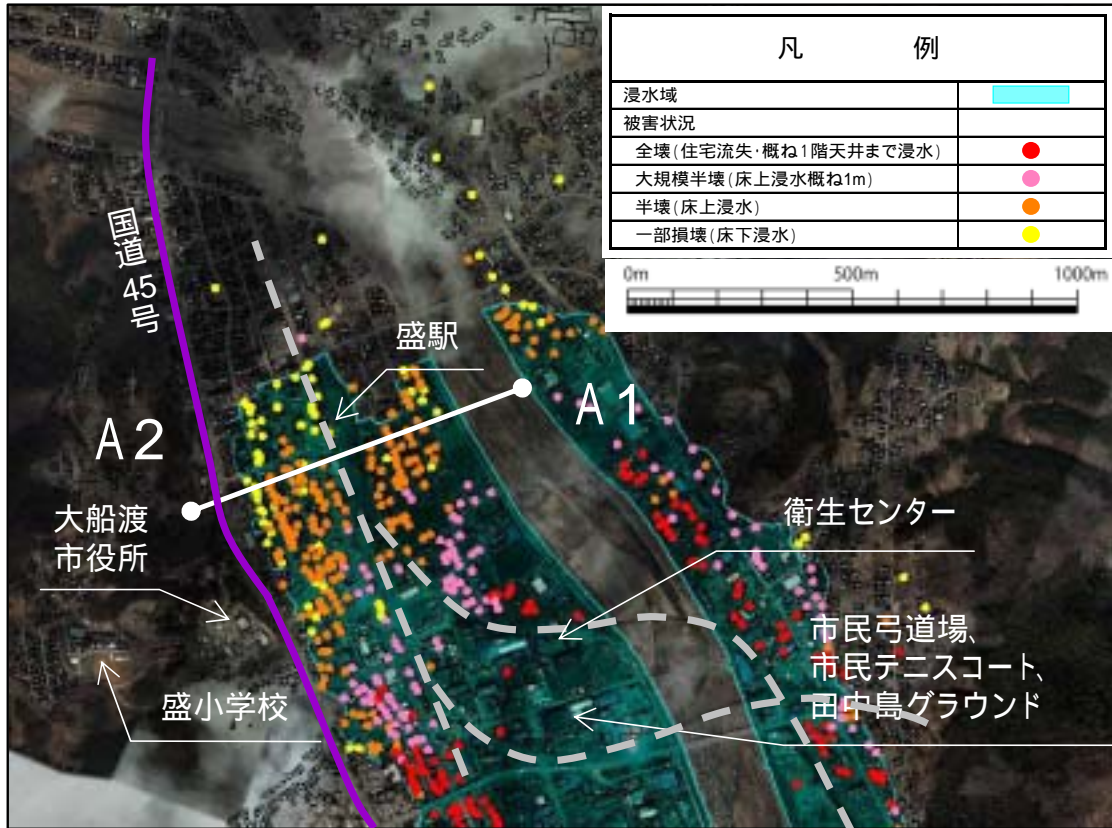 凡 例
浸水域
被害状況
全壊(住宅流失・概ね1階天井まで浸水)
大規模半壊(床上浸水概ね1m)
半壊(床上浸水)
一部損壊(床下浸水)
0m 500m 1000m
国道45号
盛駅
A1
A2
大船渡
市役所
衛生センター
市民弓道場、
市民テニスコート、
田中島グラウンド
盛小学校